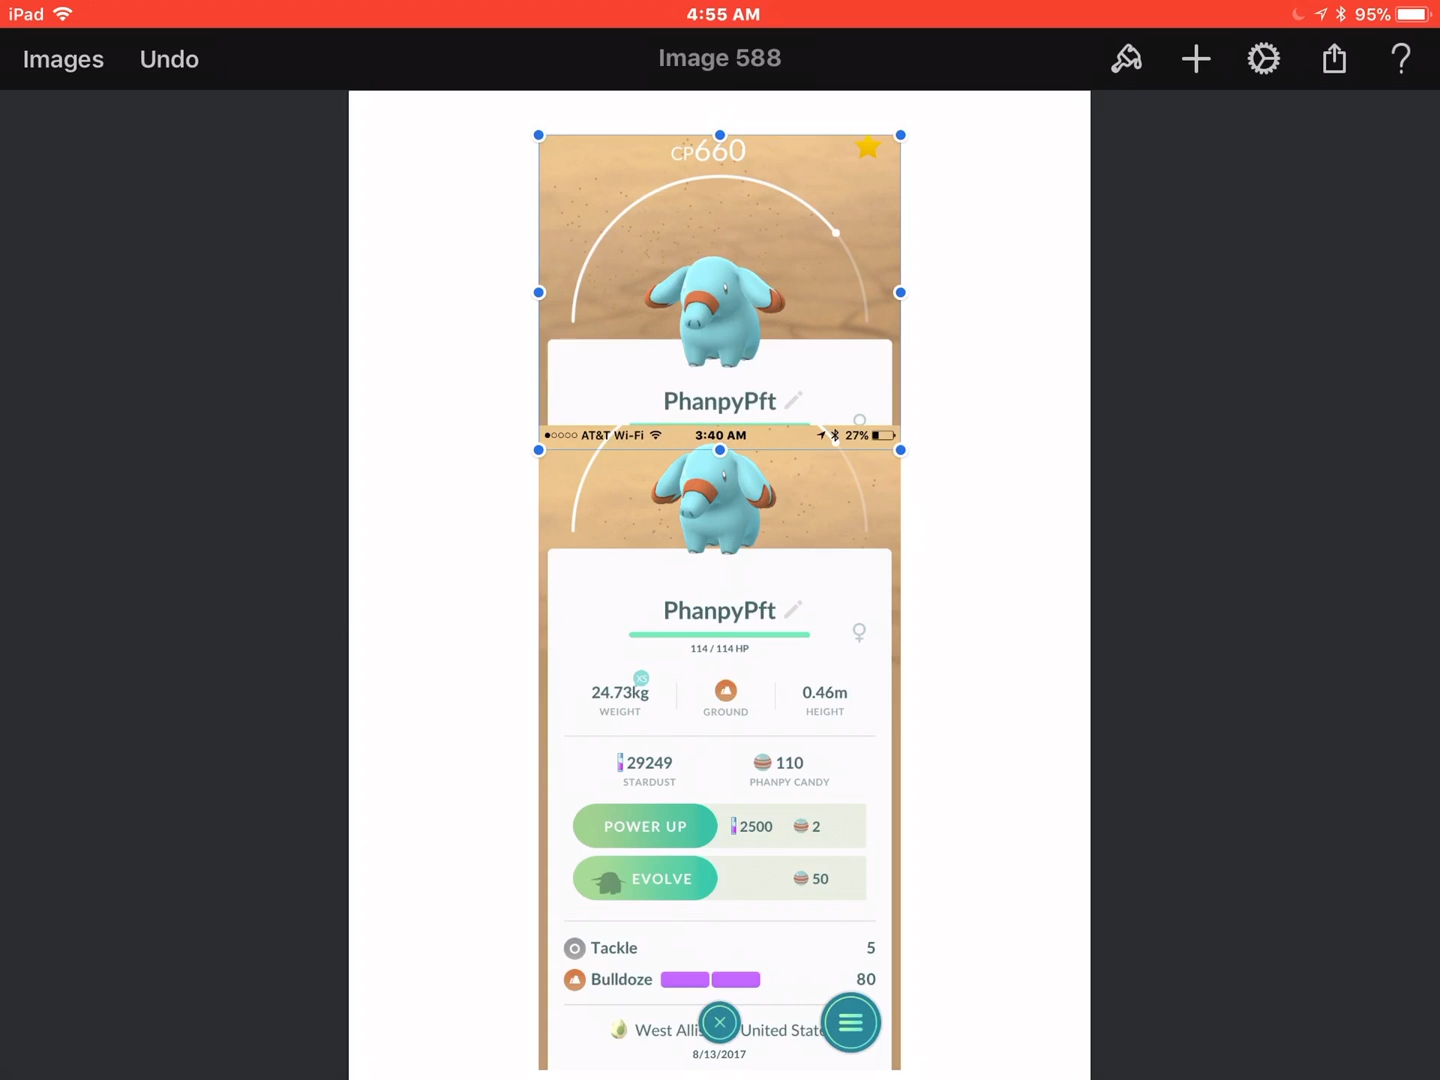 iPad 4:55 AM 95%
Images Undo Image 588 ?
CP660
PhanpyPft
AT&T Wi-Fi 3:40 AM 27%
PhanpyPft
114 / 114 HP
XS
24.73kg 0.46m
WEIGHT GROUND HEIGHT
29249 110
STARDUST PHANPY CANDY
POWER UP 2500 2
EVOLVE 50
Tackle 5
Bulldoze 80
West United
8/13/2017